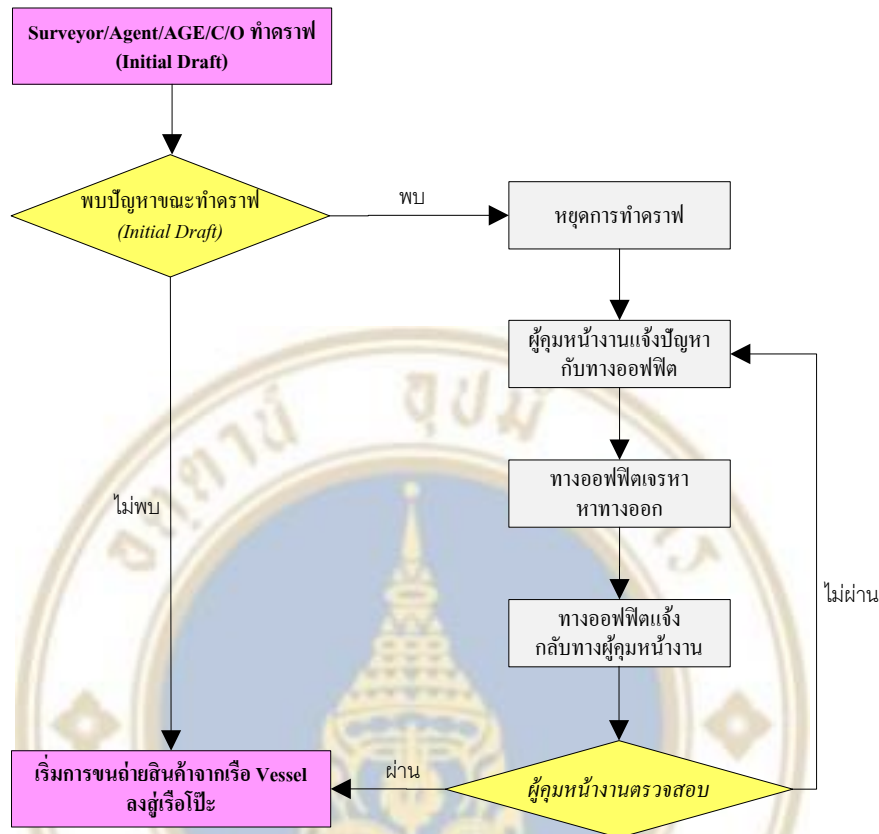 Surveyor/Agent/AGE/C/O ทำดราฟ
(Initial Draft)
พบปัญหาขณะทำดราฟ
(Initial Draft)
พบ
หยุดการทำดราฟ
ผู้คุมหน้างานแจ้งปัญหา
กับทางออฟฟิต
ทางออฟฟิตเจรหา
หาทางออก
ไม่พบ
ไม่ผ่าน
ทางออฟฟิตแจ้ง
กลับทางผู้คุมหน้างาน
เริ่มการขนถ่ายสินค้าจากเรือ Vessel
ลงสู่เรือโป๊ะ
ผ่าน
ผู้คุมหน้างานตรวจสอบ